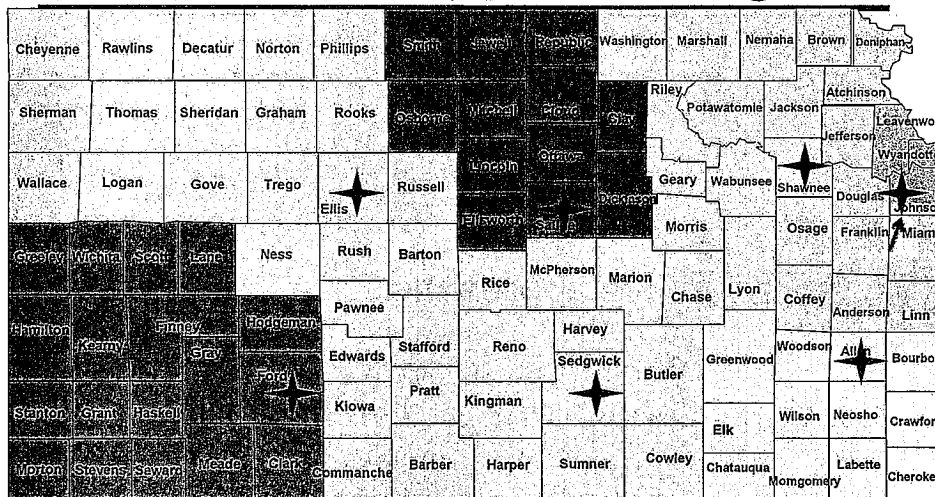 Cheyenne Rawlins Decatur Norton Phillips Smith Jewell Republic Washington Marshall Nemaha Brown Doniphan
Sherman Thomas Sheridan Graham Rooks Osborne Mitchell Cloud Clay Riley Potawatomie Jackson Atchinson
Jefferson Leavenwo
Wyandotte
Wallace Logan Gove Trego Ellis Russell Lincoln Ottawa Geary Wabunsee Shawnee Douglas Johnson
Ellsworth Dickinson Morris Osage Franklin Miam
Greeley Wichita Scott Lane Ness Rush Barton Rice McPherson Marion Chase Lyon Coffey Anderson Linn
Hamilton Kearny Finney Hodgeman Pawnee
Gray Ford Edwards Stafford Reno Harvey Sedgwick Butler Greenwood Woodson Allen Bourbo
Stanton Grant Haskell Kiowa Pratt Kingman Elk Wilson Neosho Crawfor
Morton Stevens Seward Meade Clark Commanche Barber Harper Sumner Cowley Chatauqua Momgomery Labette Cheroke